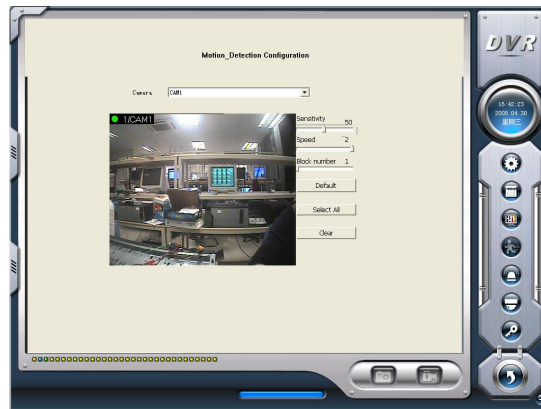 DVR
Motion_Detection Configuration
Camera CAM1
1/CAM1
Sensitivity 50
Speed 2
Block number 1
Default
Select All
Clear
16:42:23
2008 04.30
星期三